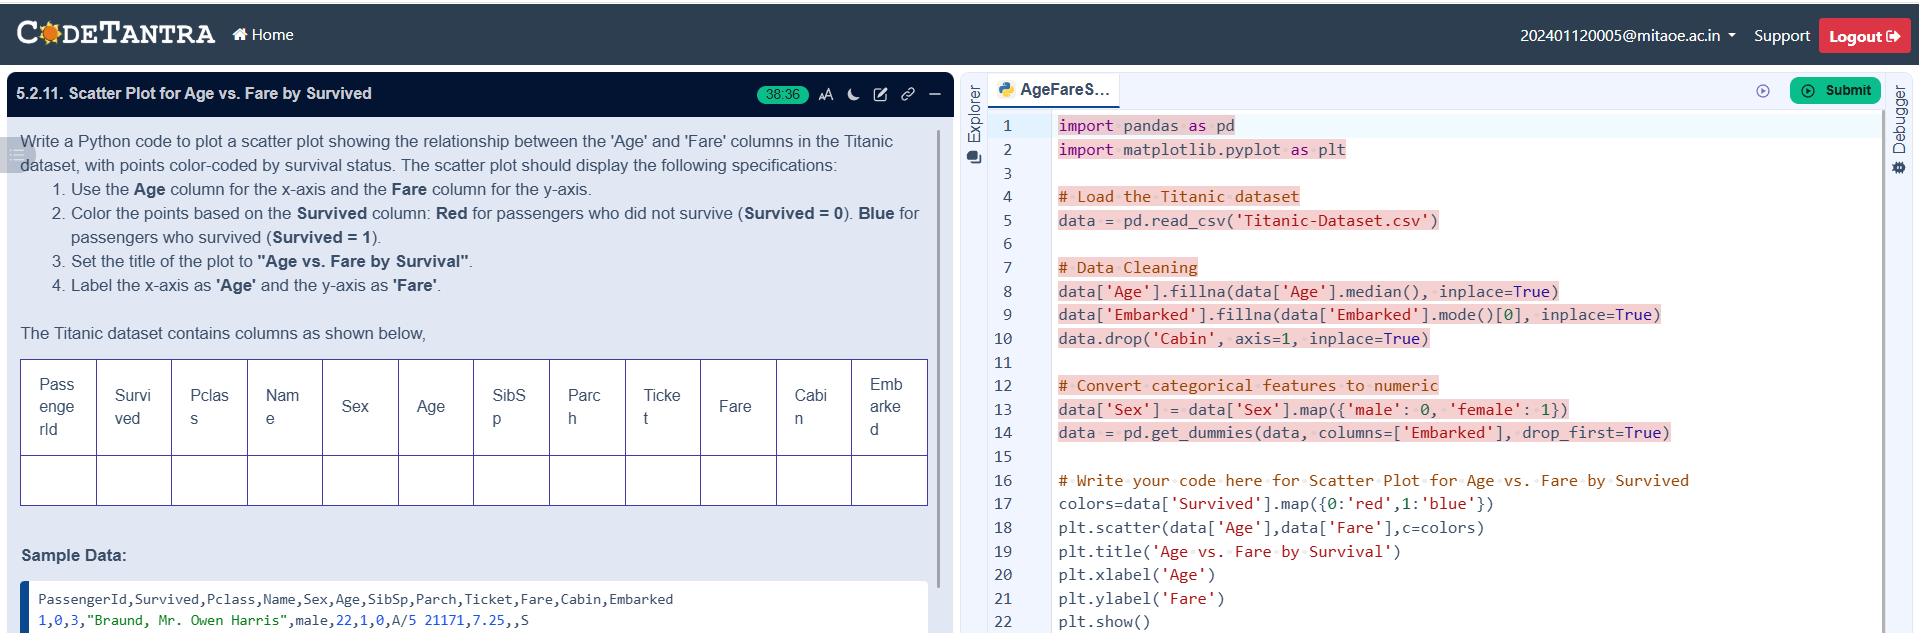 CODETANTRA
Home
202401120005@mitaoe.ac.in
Support
Logout
5.2.11. Scatter Plot for Age vs. Fare by Survived
38:36
AA
Write a Python code to plot a scatter plot showing the relationship between the 'Age' and 'Fare' columns in the Titanic
dataset, with points color-coded by survival status. The scatter plot should display the following specifications:
1. Use the Age column for the x-axis and the Fare column for the y-axis.
2. Color the points based on the Survived column: Red for passengers who did not survive (Survived = 0). Blue for
passengers who survived (Survived = 1).
3. Set the title of the plot to "Age vs. Fare by Survival".
4. Label the x-axis as 'Age' and the y-axis as 'Fare'.
The Titanic dataset contains columns as shown below,
Pass
enge
rId
Survi
ved
Pclas
s
Nam
e
Sex
Age
SibS
p
Parc
h
Ticke
t
Fare
Cabi
n
Emb
arke
d
Sample Data:
PassengerId,Survived,Pclass,Name,Sex,Age,SibSp,Parch,Ticket,Fare,Cabin,Embarked
1,0,3,"Braund, Mr. Owen Harris",male,22,1,0,A/5 21171,7.25,,S
Explorer
AgeFareS...
Submit
Debugger
1 import pandas as pd
2 import matplotlib.pyplot as plt
3
4 # Load the Titanic dataset
5 data = pd.read_csv('Titanic-Dataset.csv')
6
7 # Data Cleaning
8 data['Age'].fillna(data['Age'].median(), inplace=True)
9 data['Embarked'].fillna(data['Embarked'].mode()[0], inplace=True)
10 data.drop('Cabin', axis=1, inplace=True)
11
12 # Convert categorical features to numeric
13 data['Sex'] = data['Sex'].map({'male': 0, 'female': 1})
14 data = pd.get_dummies(data, columns=['Embarked'], drop_first=True)
15
16 # Write your code here for Scatter Plot for Age vs. Fare by Survived
17 colors=data['Survived'].map({0:'red',1:'blue'})
18 plt.scatter(data['Age'],data['Fare'],c=colors)
19 plt.title('Age vs. Fare by Survival')
20 plt.xlabel('Age')
21 plt.ylabel('Fare')
22 plt.show()